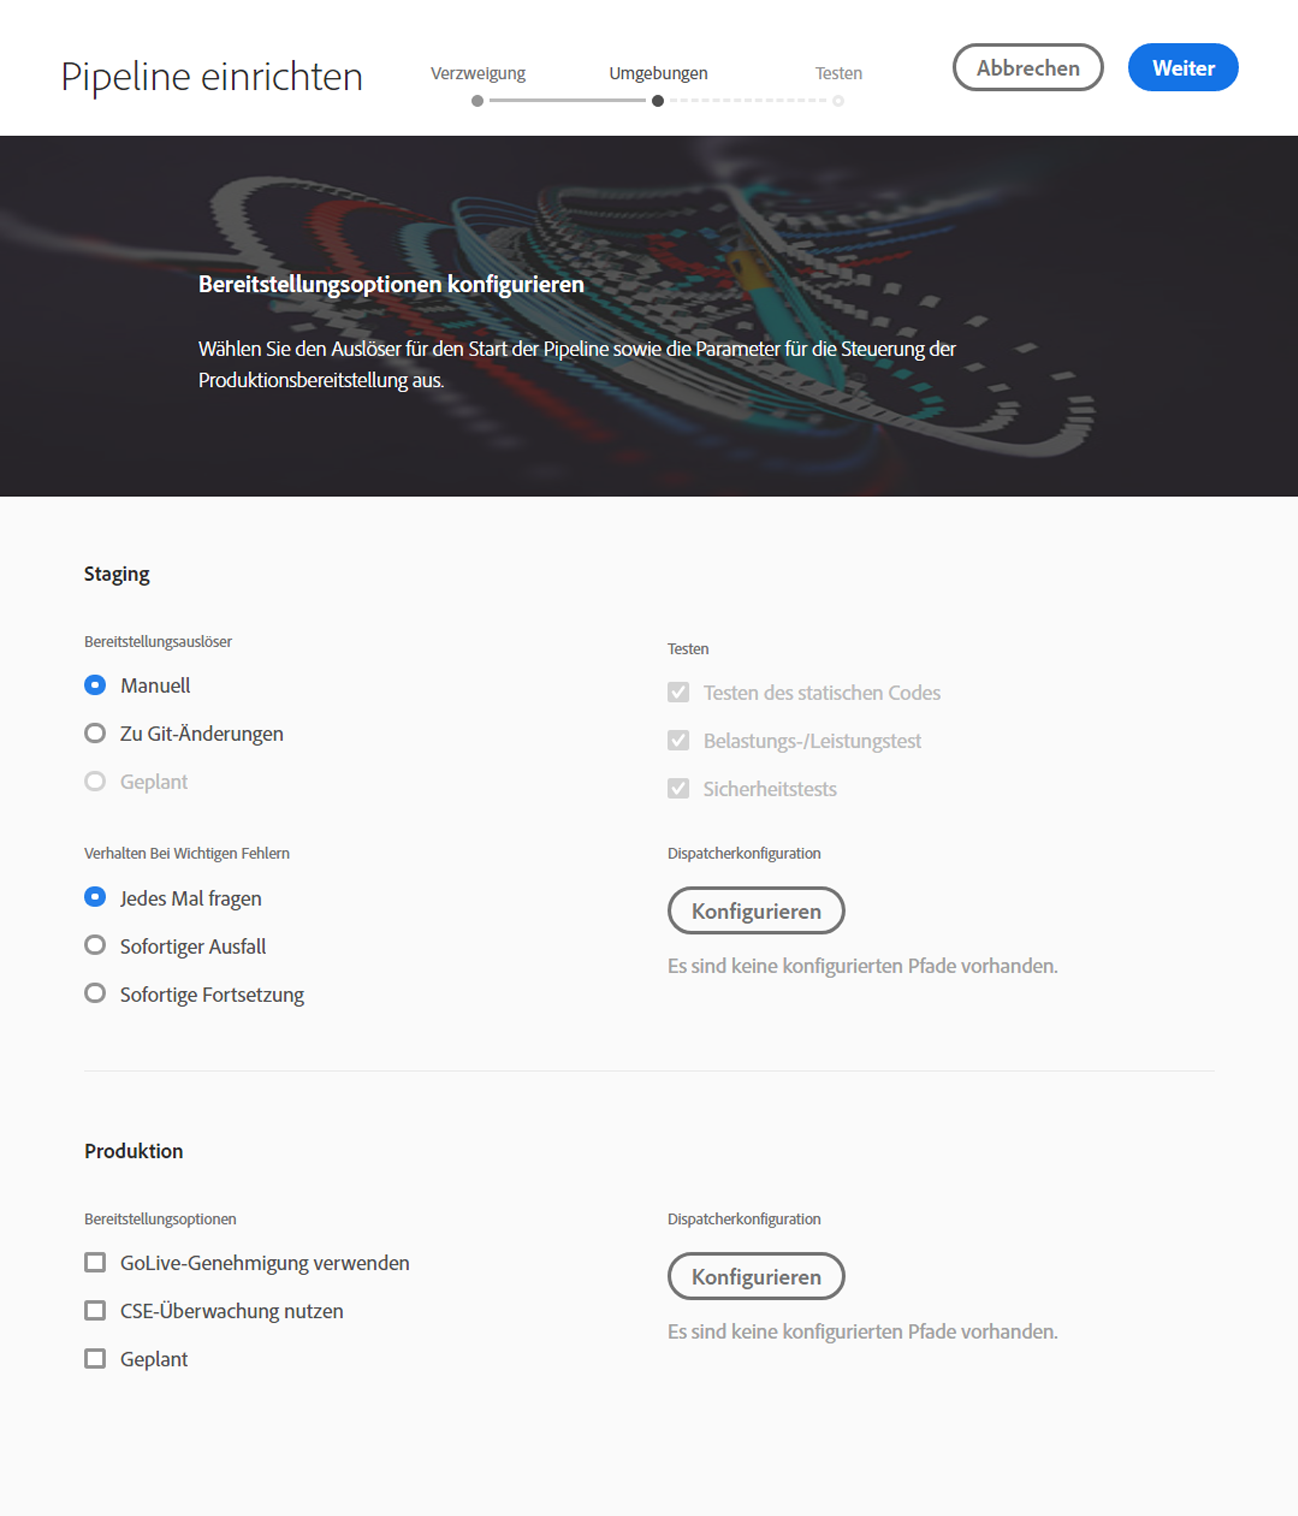 Pipeline einrichten
Verzweigung
Umgebungen
Testen
Abbrechen
Weiter
Bereitstellungsoptionen konfigurieren
Wählen Sie den Auslöser für den Start der Pipeline sowie die Parameter für die Steuerung der
Produktionsbereitstellung aus.
Staging
Bereitstellungsauslöser
Manuell
Zu Git-Änderungen
Geplant
Testen
Testen des statischen Codes
Belastungs-/Leistungstest
Sicherheitstests
Verhalten Bei Wichtigen Fehlern
Jedes Mal fragen
Sofortiger Ausfall
Sofortige Fortsetzung
Dispatcherkonfiguration
Konfigurieren
Es sind keine konfigurierten Pfade vorhanden.
Produktion
Bereitstellungsoptionen
GoLive-Genehmigung verwenden
CSE-Überwachung nutzen
Geplant
Dispatcherkonfiguration
Konfigurieren
Es sind keine konfigurierten Pfade vorhanden.